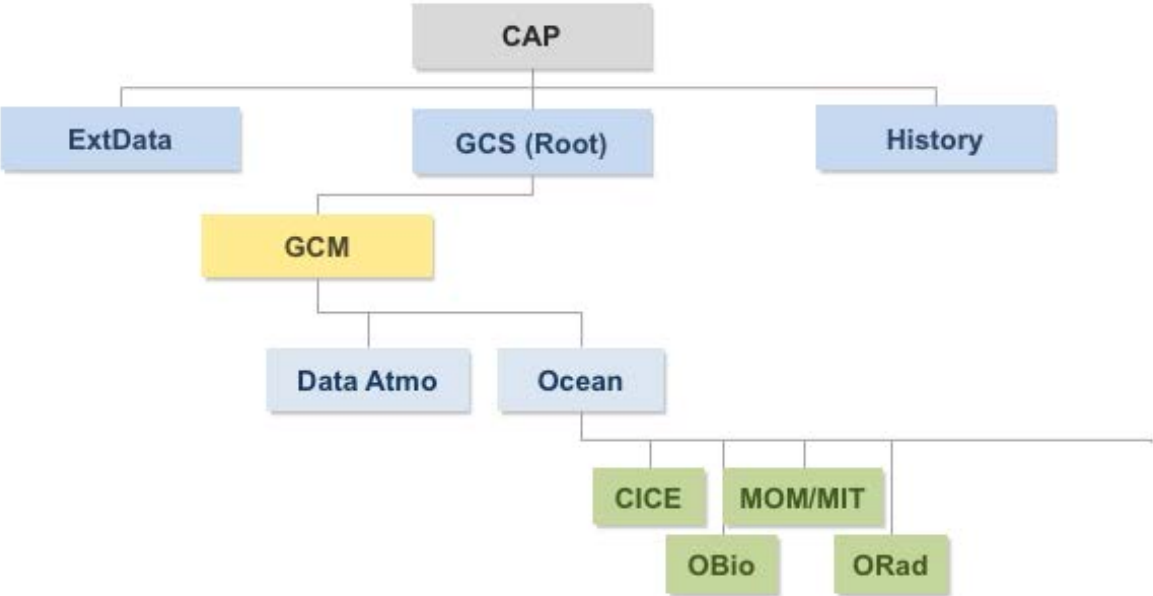 CAP
ExtData
GCS (Root)
History
GCM
Data Atmo
Ocean
CICE
MOM/MIT
OBio
ORad